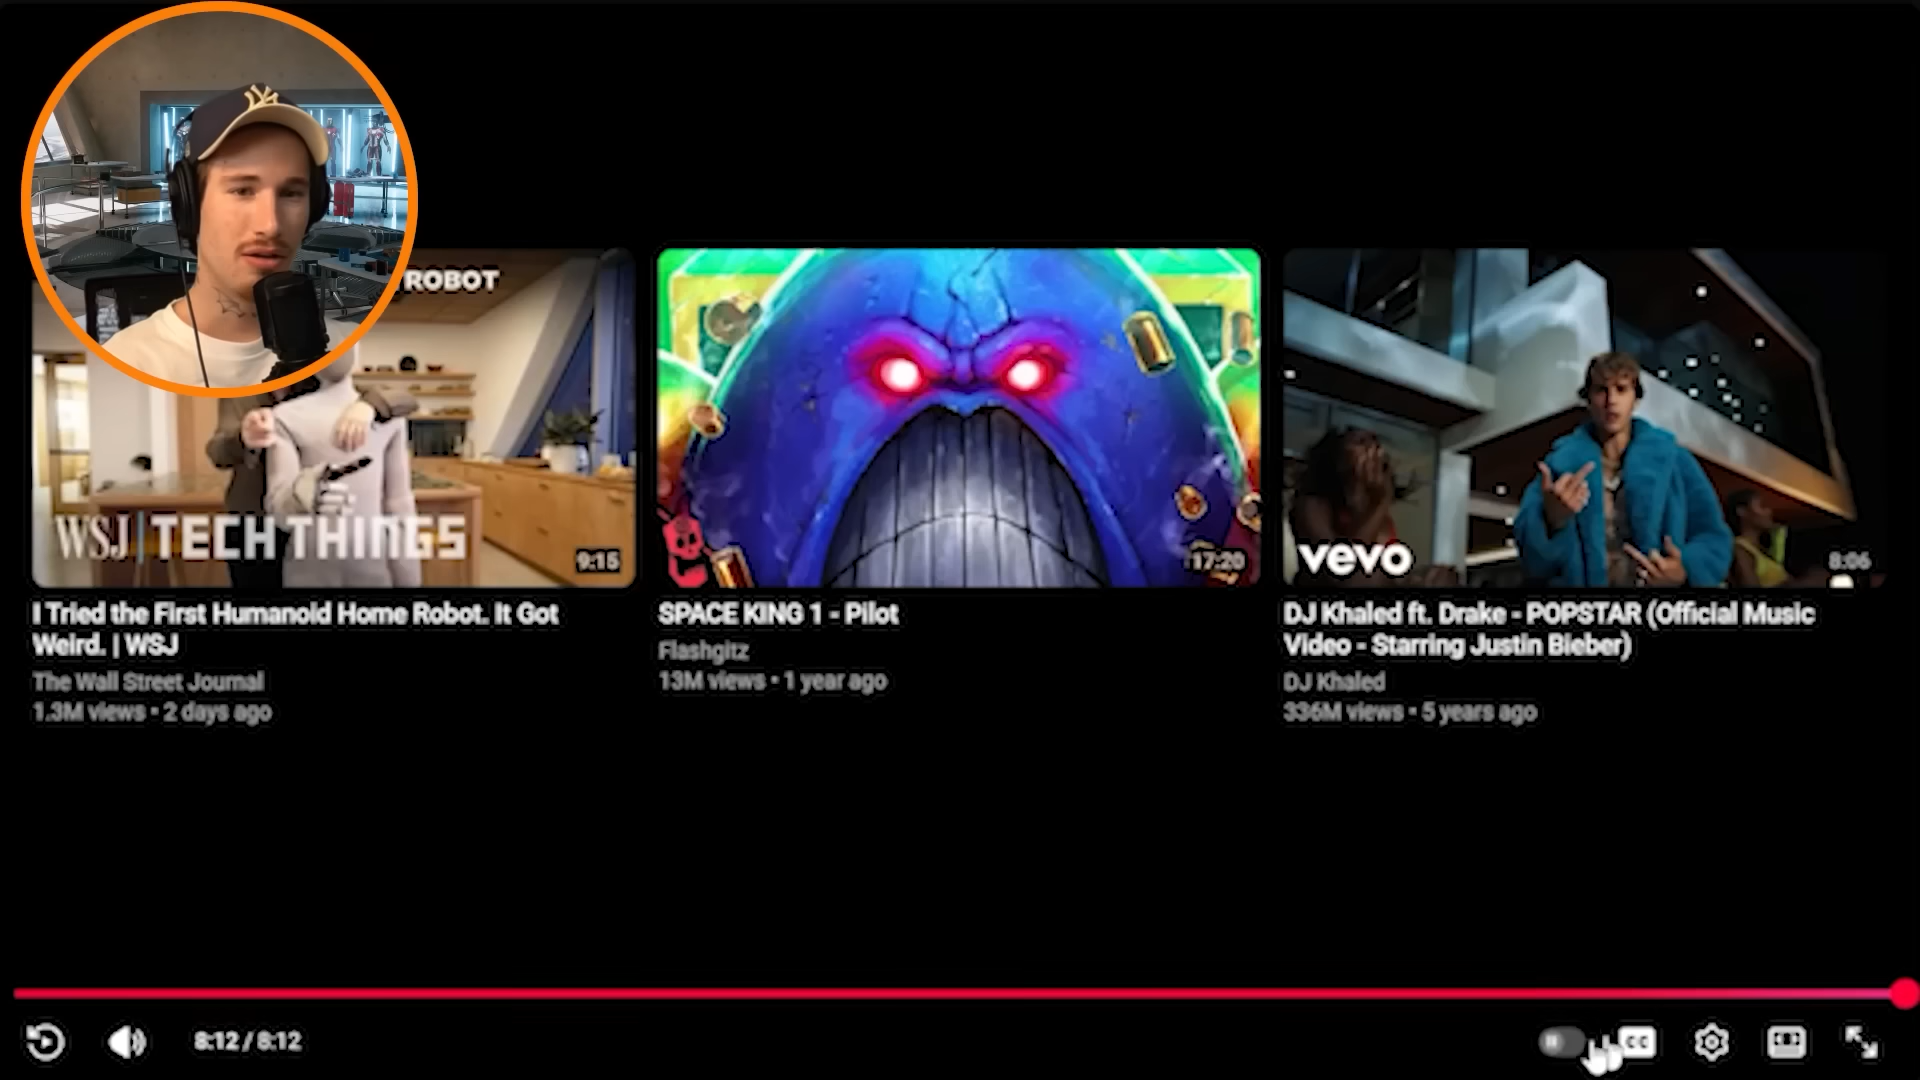 NY
ROBOT
WSJ TECH THINGS
9:15
17:20
vevo
8:06
I Tried the First Humanoid Home Robot. It Got
Weird. | WSJ
The Wall Street Journal
1.3M views • 2 days ago
SPACE KING 1 - Pilot
Flashgitz
13M views • 1 year ago
DJ Khaled ft. Drake - POPSTAR (Official Music
Video - Starring Justin Bieber)
DJ Khaled
336M views • 5 years ago
8:12 / 8:12
CC